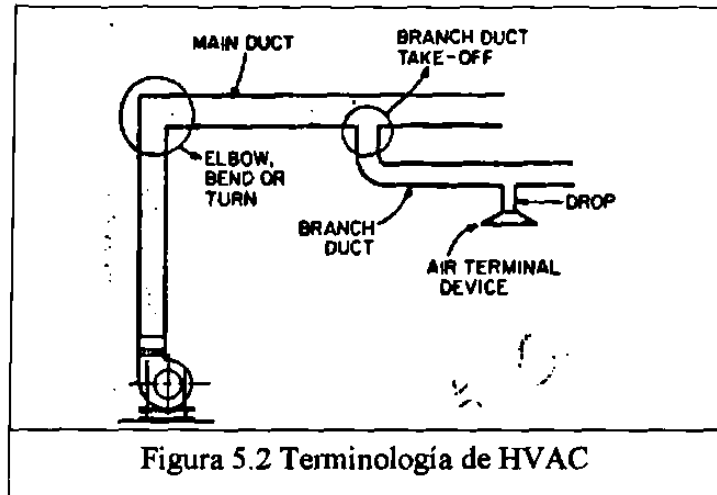 MAIN DUCT
BRANCH DUCT
TAKE-OFF
ELBOW,
BEND OR
TURN
BRANCH
DUCT
DROP
AIR TERMINAL
DEVICE
Figura 5.2 Terminología de HVAC